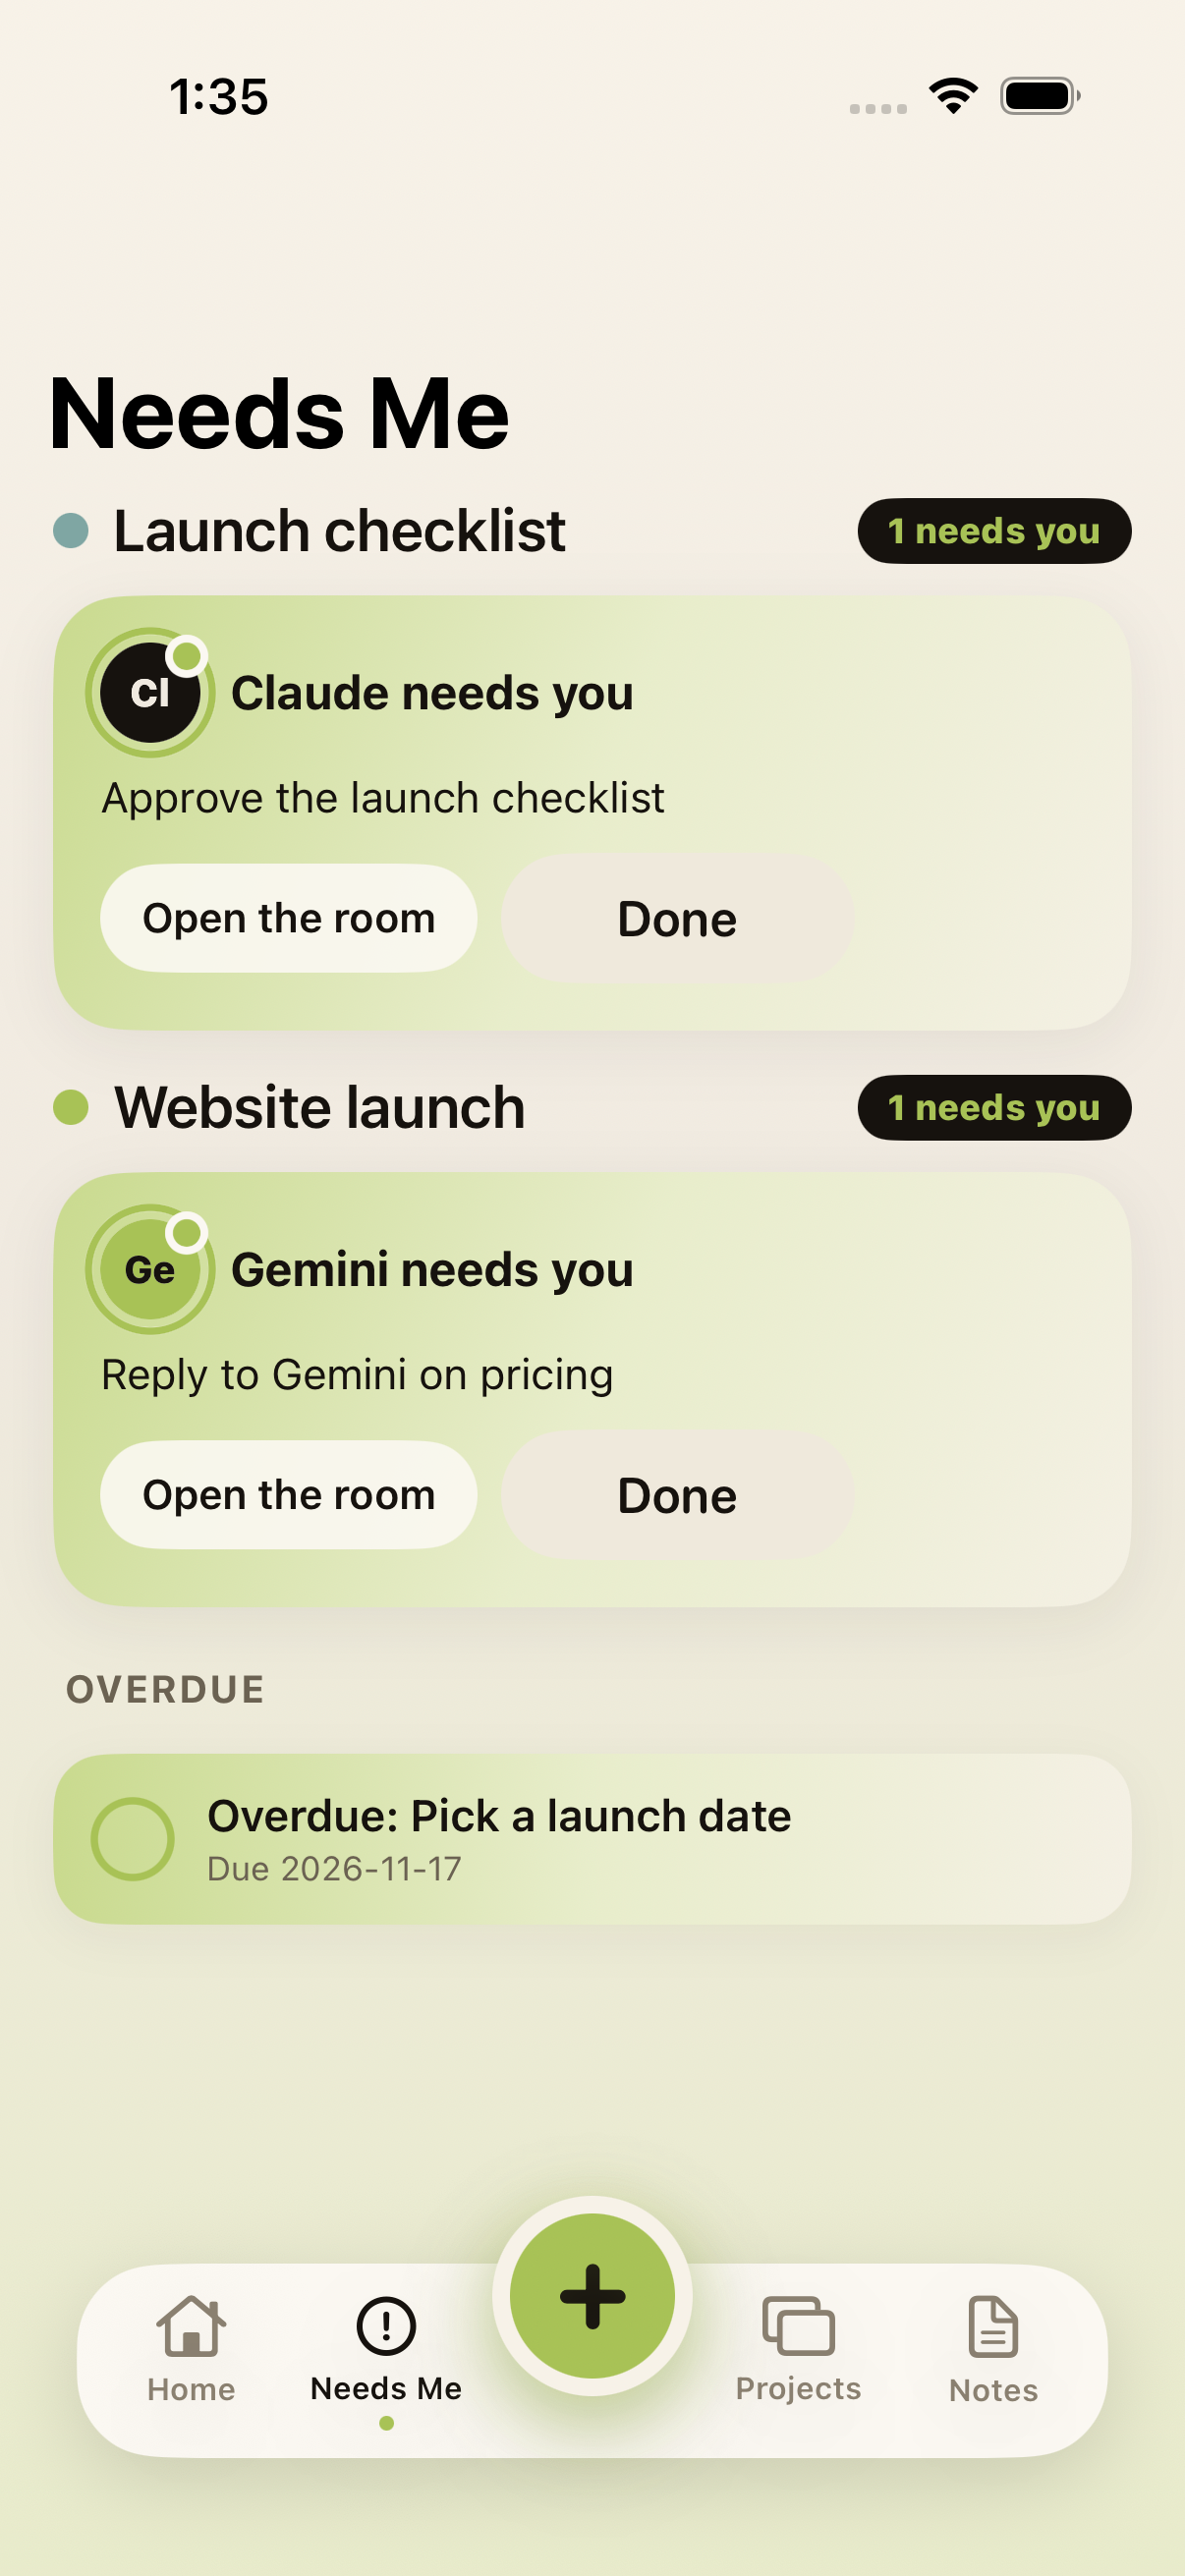 1:35
Needs Me
Launch checklist
1 needs you
Cl
Claude needs you
Approve the launch checklist
Open the room
Done
Website launch
1 needs you
Ge
Gemini needs you
Reply to Gemini on pricing
Open the room
Done
OVERDUE
Overdue: Pick a launch date
Due 2026-11-17
Home
Needs Me
Projects
Notes